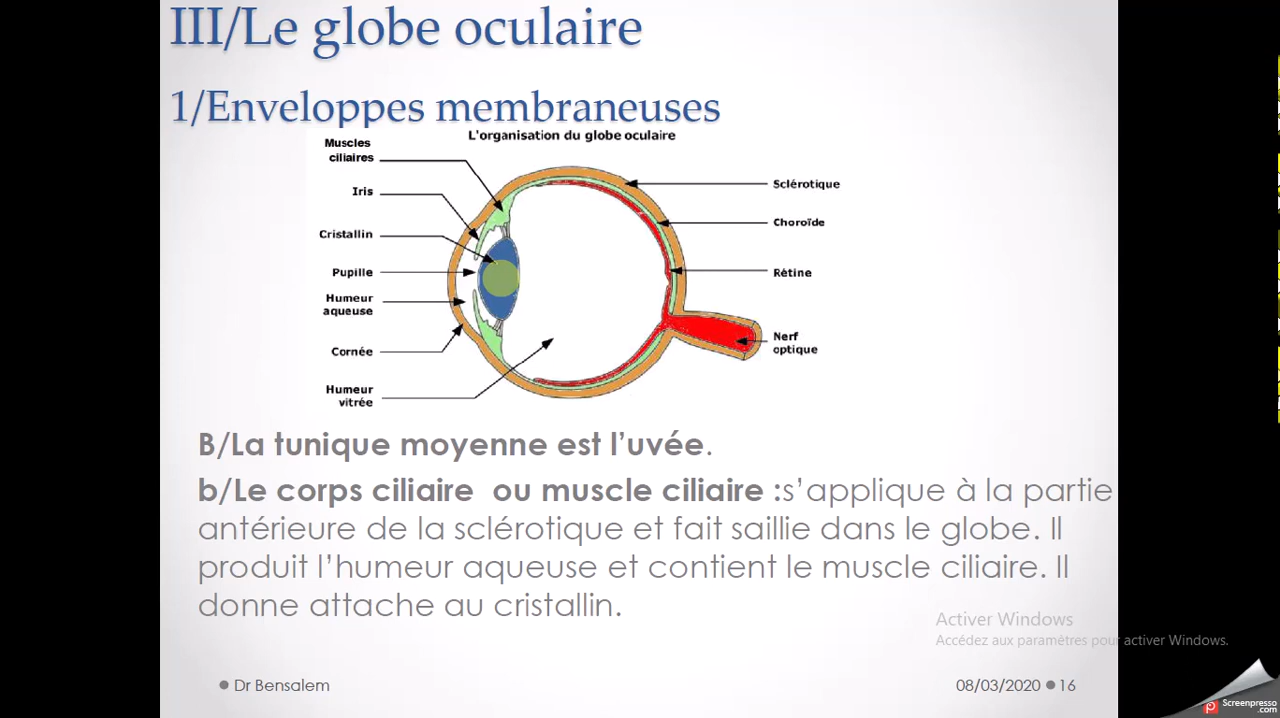 III/Le globe oculaire
1/Enveloppes membraneuses
L'organisation du globe oculaire
Muscles
ciliaires
Iris
Cristallin
Pupille
Humeur
aqueuse
Cornée
Humeur
vitrée
Sclérotique
Choroïde
Rétine
Nerf
optique
B/La tunique moyenne est l’uvée.
b/Le corps ciliaire ou muscle ciliaire :s’applique à la partie
antérieure de la sclérotique et fait saillie dans le globe. Il
produit l’humeur aqueuse et contient le muscle ciliaire. Il
donne attache au cristallin.
Activer Windows
Accédez aux paramètres pour activer Windows.
Dr Bensalem
08/03/2020 16
Screenpresso
.com